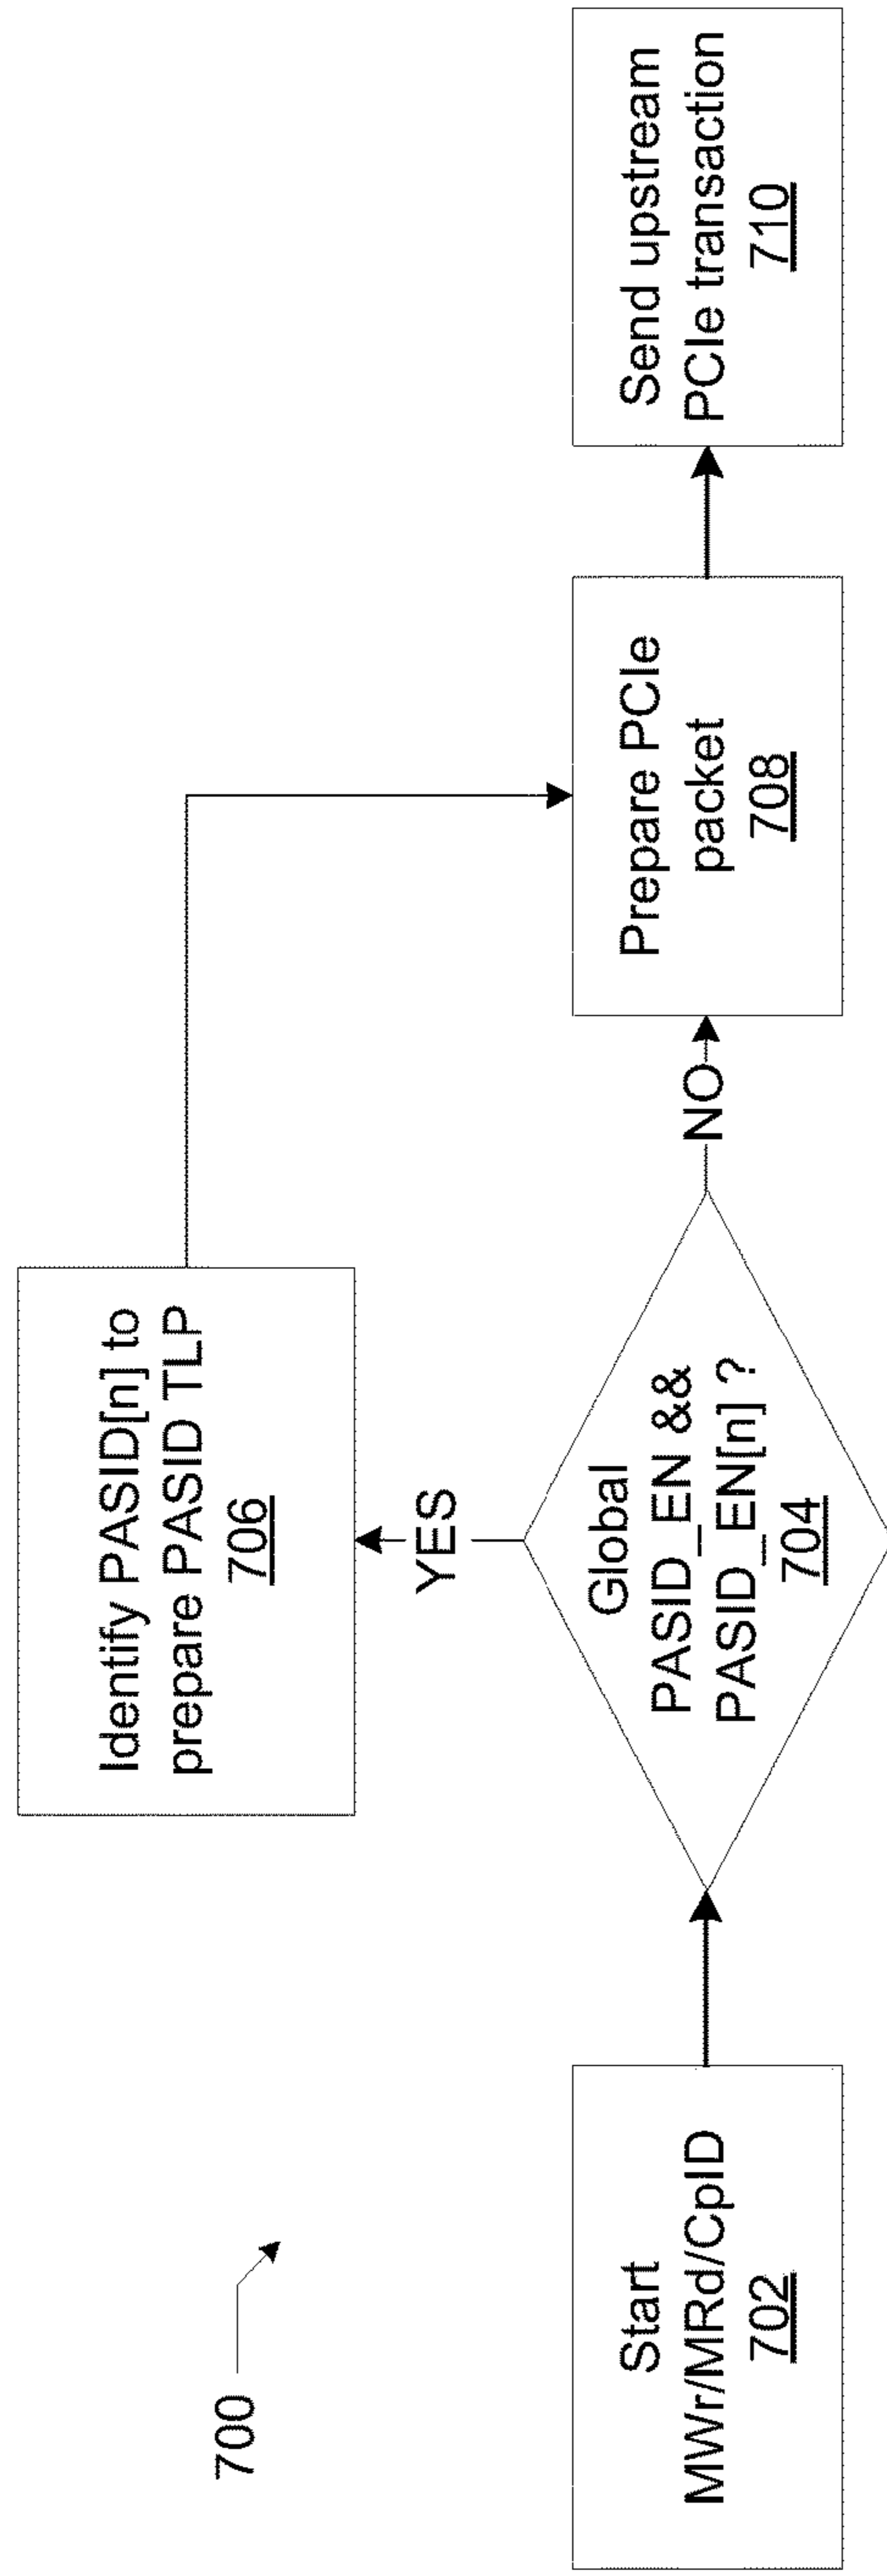 700
Start
MWr/MRd/CplD
702
Global
PASID_EN &&
PASID_EN[n] ?
704
YES
NO
Identify PASID[n] to
prepare PASID TLP
706
Prepare PCIe
packet
708
Send upstream
PCIe transaction
710